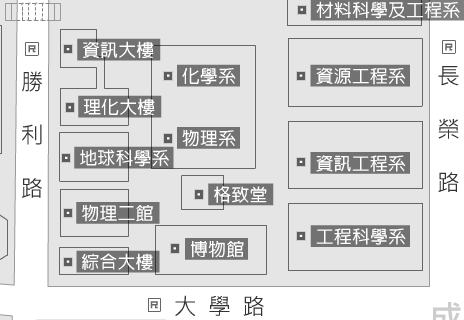 材料科學及工程系
資訊大樓
化學系
資源工程系
理化大樓
物理系
地球科學系
資訊工程系
格致堂
物理二館
工程科學系
博物館
綜合大樓
勝利路
長榮路
大學路
成